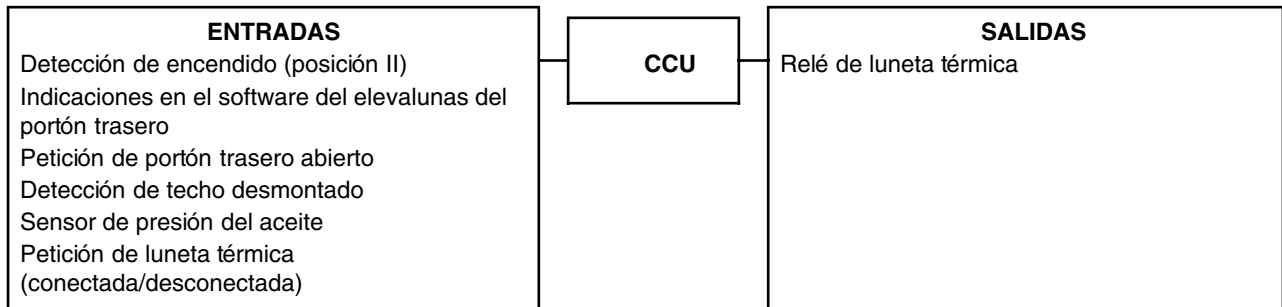 ENTRADAS
Detección de encendido (posición II)
Indicaciones en el software del elevalunas del
portón trasero
Petición de portón trasero abierto
Detección de techo desmontado
Sensor de presión del aceite
Petición de luneta térmica
(conectada/desconectada)
CCU
SALIDAS
Relé de luneta térmica